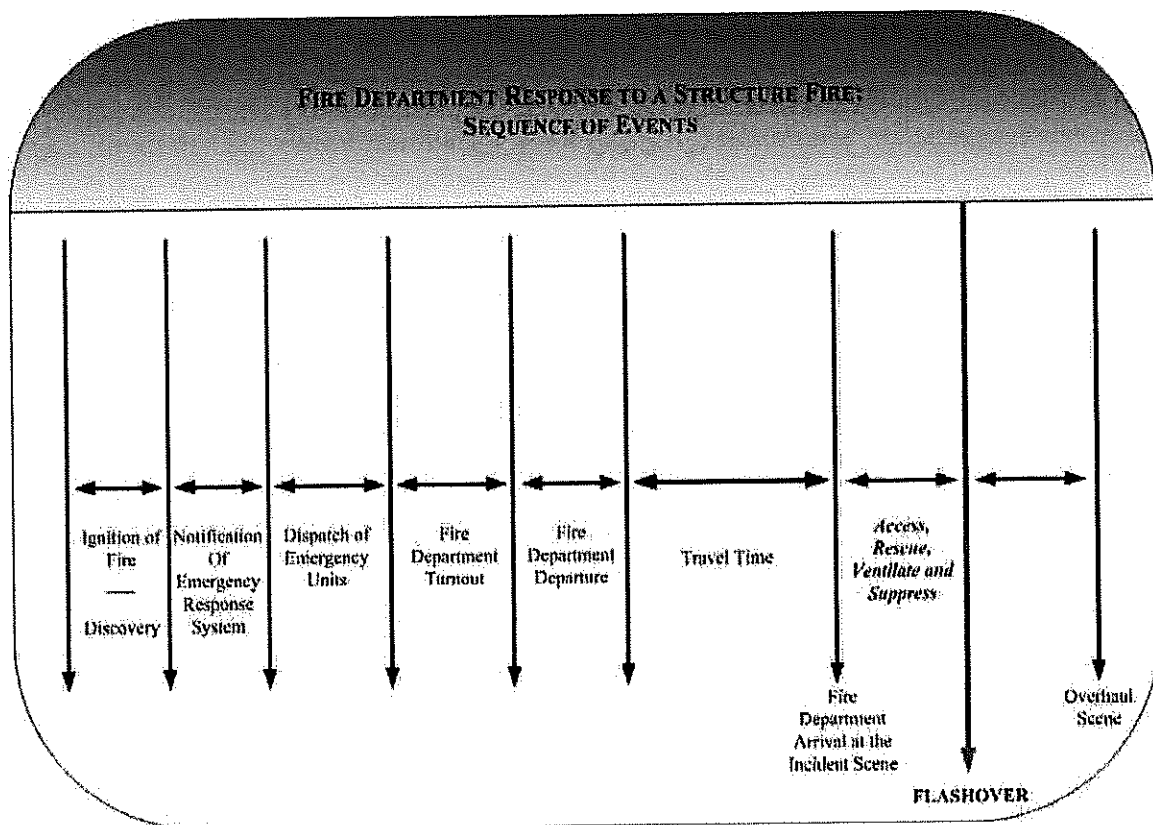 FIRE DEPARTMENT RESPONSE TO A STRUCTURE FIRE:
SEQUENCE OF EVENTS
Ignition of
Fire
Discovery
Notification
Of
Emergency
Response
System
Dispatch of
Emergency
Units
Fire
Department
Turnout
Fire
Department
Departure
Travel Time
Access,
Rescue,
Ventilate and
Suppress
Fire
Department
Arrival at the
Incident Scene
FLASHOVER
Overhaul
Scene